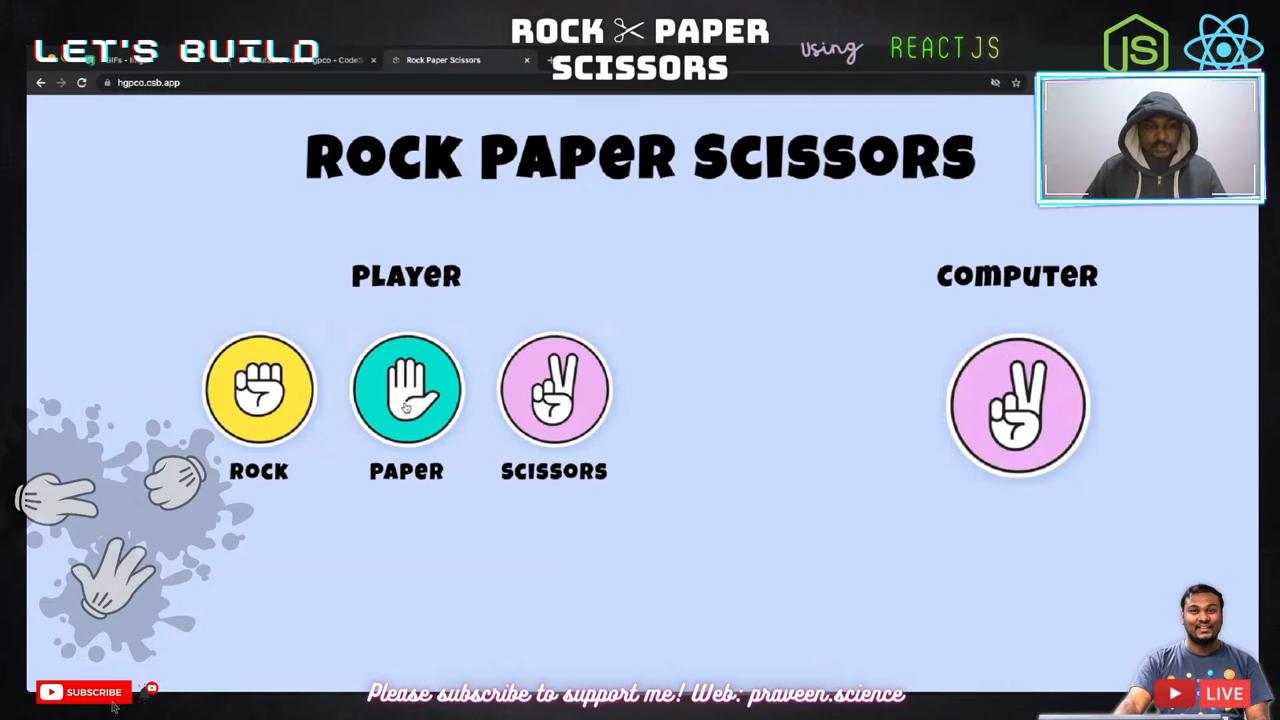 LET'S BUILD
ROCK PAPER
SCISSORS
using
REACTJS
JS
Rock Paper Scissors
hgpco.csb.app
ROCK PAPER SCISSORS
PLAYER
COMPUTER
ROCK
PAPER
SCISSORS
SUBSCRIBE
Please subscribe to support me! Web: praveen.science
LIVE